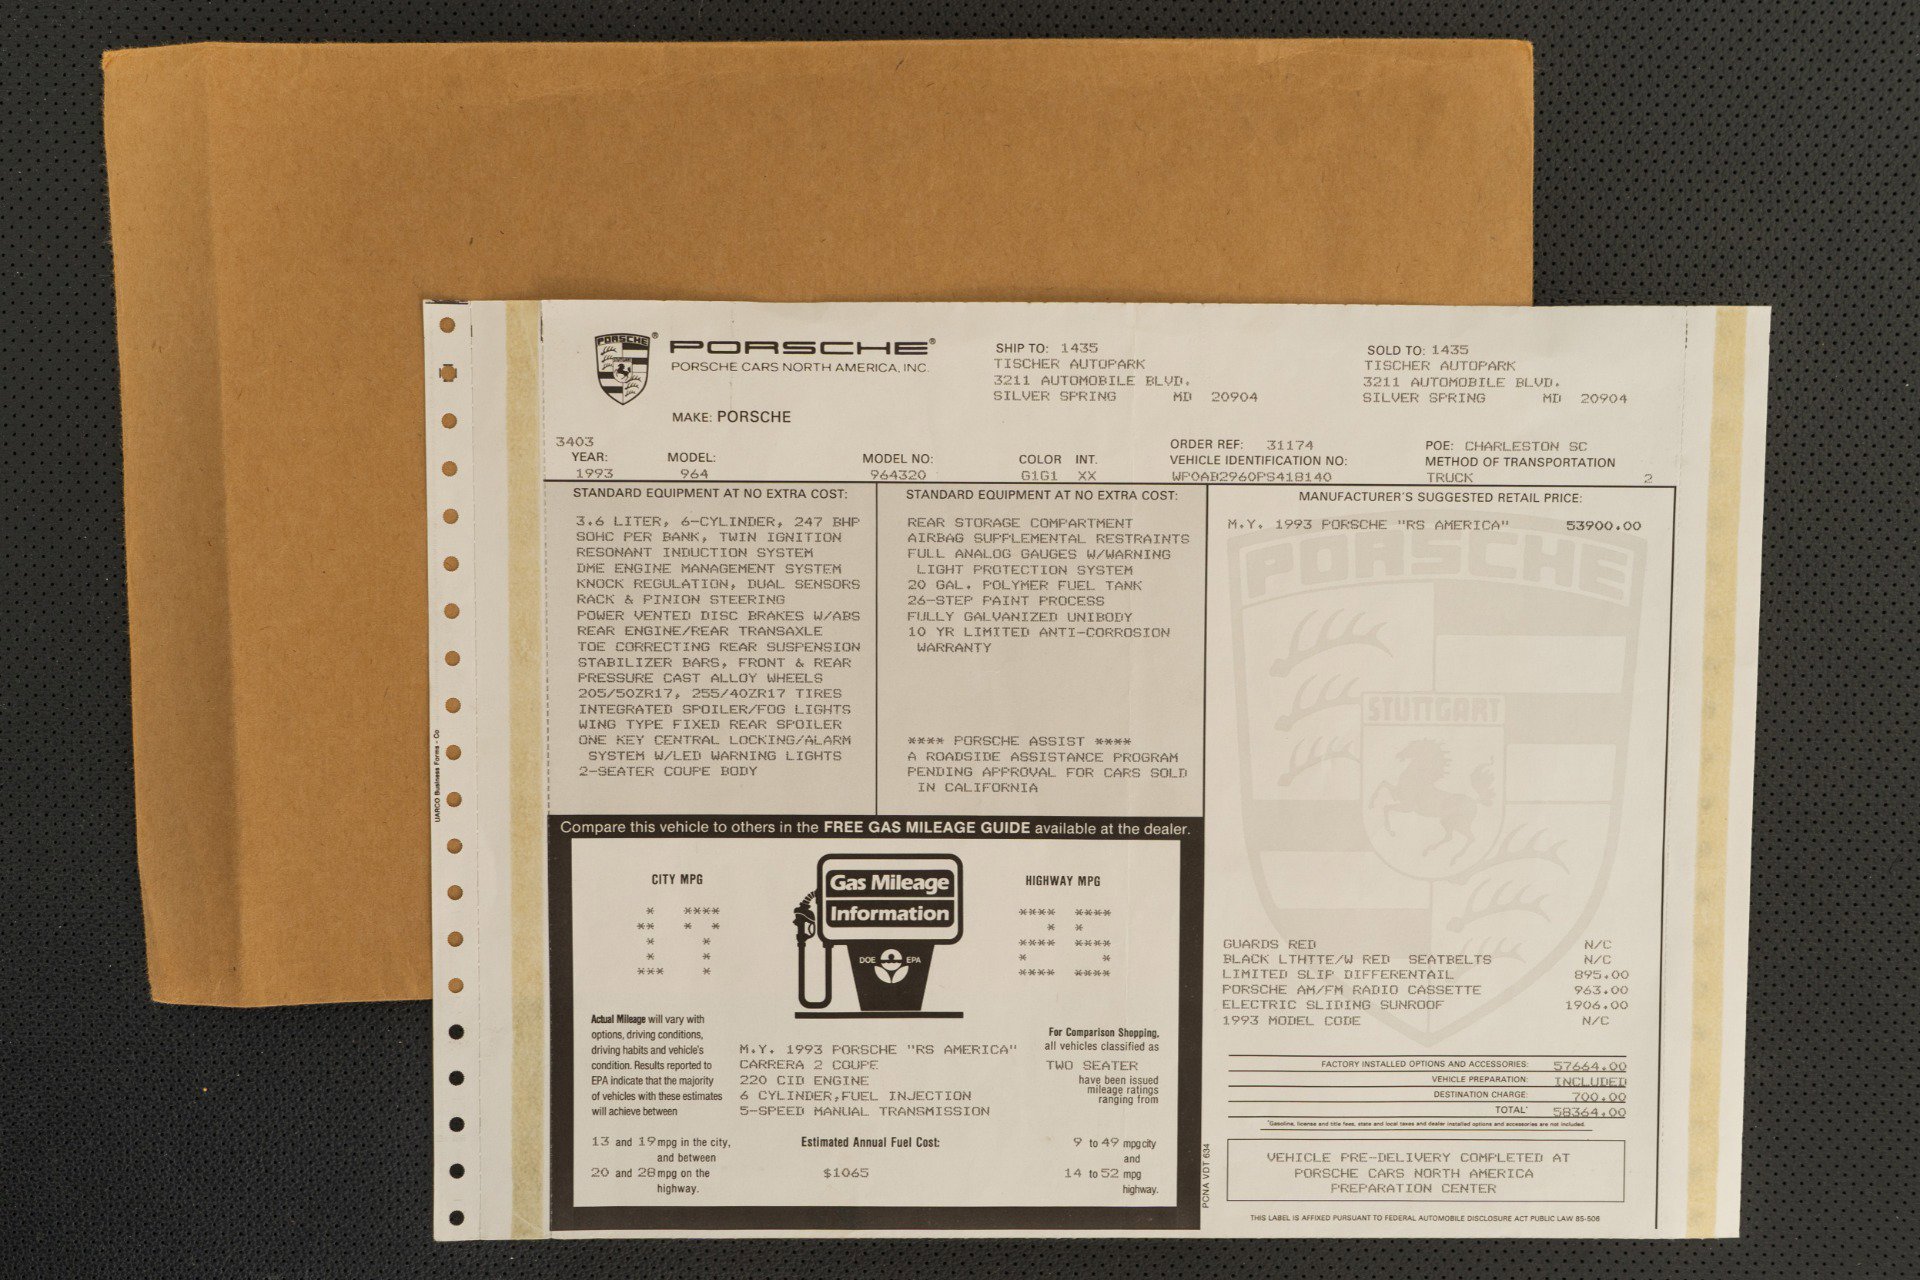 PORSCHE
PORSCHE CARS NORTH AMERICA, INC.
MAKE: PORSCHE
SHIP TO: 1435
TISCHER AUTOPARK
3211 AUTOMOBILE BLVD.
SILVER SPRING MD 20904
SOLD TO: 1435
TISCHER AUTOPARK
3211 AUTOMOBILE BLVD.
SILVER SPRING MD 20904
3403
YEAR:
1993
MODEL:
964
MODEL NO:
964320
COLOR INT.
G1G1 XX
ORDER REF: 31174
VEHICLE IDENTIFICATION NO:
WP0AB2960PS418140
POE: CHARLESTON SC
METHOD OF TRANSPORTATION
TRUCK 2
STANDARD EQUIPMENT AT NO EXTRA COST:
3.6 LITER, 6-CYLINDER, 247 BHP
SOHC PER BANK, TWIN IGNITION
RESONANT INDUCTION SYSTEM
DME ENGINE MANAGEMENT SYSTEM
KNOCK REGULATION, DUAL SENSORS
RACK & PINION STEERING
POWER VENTED DISC BRAKES W/ABS
REAR ENGINE/REAR TRANSAXLE
TOE CORRECTING REAR SUSPENSION
STABILIZER BARS, FRONT & REAR
PRESSURE CAST ALLOY WHEELS
205/50ZR17, 255/40ZR17 TIRES
INTEGRATED SPOILER/FOG LIGHTS
WING TYPE FIXED REAR SPOILER
ONE KEY CENTRAL LOCKING/ALARM
SYSTEM W/LED WARNING LIGHTS
2-SEATER COUPE BODY
STANDARD EQUIPMENT AT NO EXTRA COST:
REAR STORAGE COMPARTMENT
AIRBAG SUPPLEMENTAL RESTRAINTS
FULL ANALOG GAUGES W/WARNING
LIGHT PROTECTION SYSTEM
20 GAL. POLYMER FUEL TANK
26-STEP PAINT PROCESS
FULLY GALVANIZED UNIBODY
10 YR LIMITED ANTI-CORROSION
WARRANTY
**** PORSCHE ASSIST ****
A ROADSIDE ASSISTANCE PROGRAM
PENDING APPROVAL FOR CARS SOLD
IN CALIFORNIA
MANUFACTURER'S SUGGESTED RETAIL PRICE:
M.Y. 1993 PORSCHE "RS AMERICA" 53900.00
PORSCHE
STUTTGART
GUARDS RED N/C
BLACK LTHTTE/W RED SEATBELTS N/C
LIMITED SLIP DIFFERENTAIL 895.00
PORSCHE AM/FM RADIO CASSETTE 963.00
ELECTRIC SLIDING SUNROOF 1906.00
1993 MODEL CODE N/C
FACTORY INSTALLED OPTIONS AND ACCESSORIES: 57664.00
VEHICLE PREPARATION: INCLUDED
DESTINATION CHARGE: 700.00
TOTAL* 58364.00
*Gasoline, license and title fees, state and local taxes and dealer installed options and accessories are not included.
VEHICLE PRE-DELIVERY COMPLETED AT
PORSCHE CARS NORTH AMERICA
PREPARATION CENTER
THIS LABEL IS AFFIXED PURSUANT TO FEDERAL AUTOMOBILE DISCLOSURE ACT PUBLIC LAW 85-506
Compare this vehicle to others in the FREE GAS MILEAGE GUIDE available at the dealer.
CITY MPG
17
Gas Mileage
Information
DOE EPA
HIGHWAY MPG
25
Actual Mileage will vary with
options, driving conditions,
driving habits and vehicle's
condition. Results reported to
EPA indicate that the majority
of vehicles with these estimates
will achieve between
13 and 19 mpg in the city,
and between
20 and 28 mpg on the
highway.
M.Y. 1993 PORSCHE "RS AMERICA"
CARRERA 2 COUPE
220 CID ENGINE
6 CYLINDER,FUEL INJECTION
5-SPEED MANUAL TRANSMISSION
Estimated Annual Fuel Cost:
$1065
For Comparison Shopping,
all vehicles classified as
TWO SEATER
have been issued
mileage ratings
ranging from
9 to 49 mpg city
and
14 to 52 mpg
highway.
PCNA VDT 634
UARCO Business Forms - Co